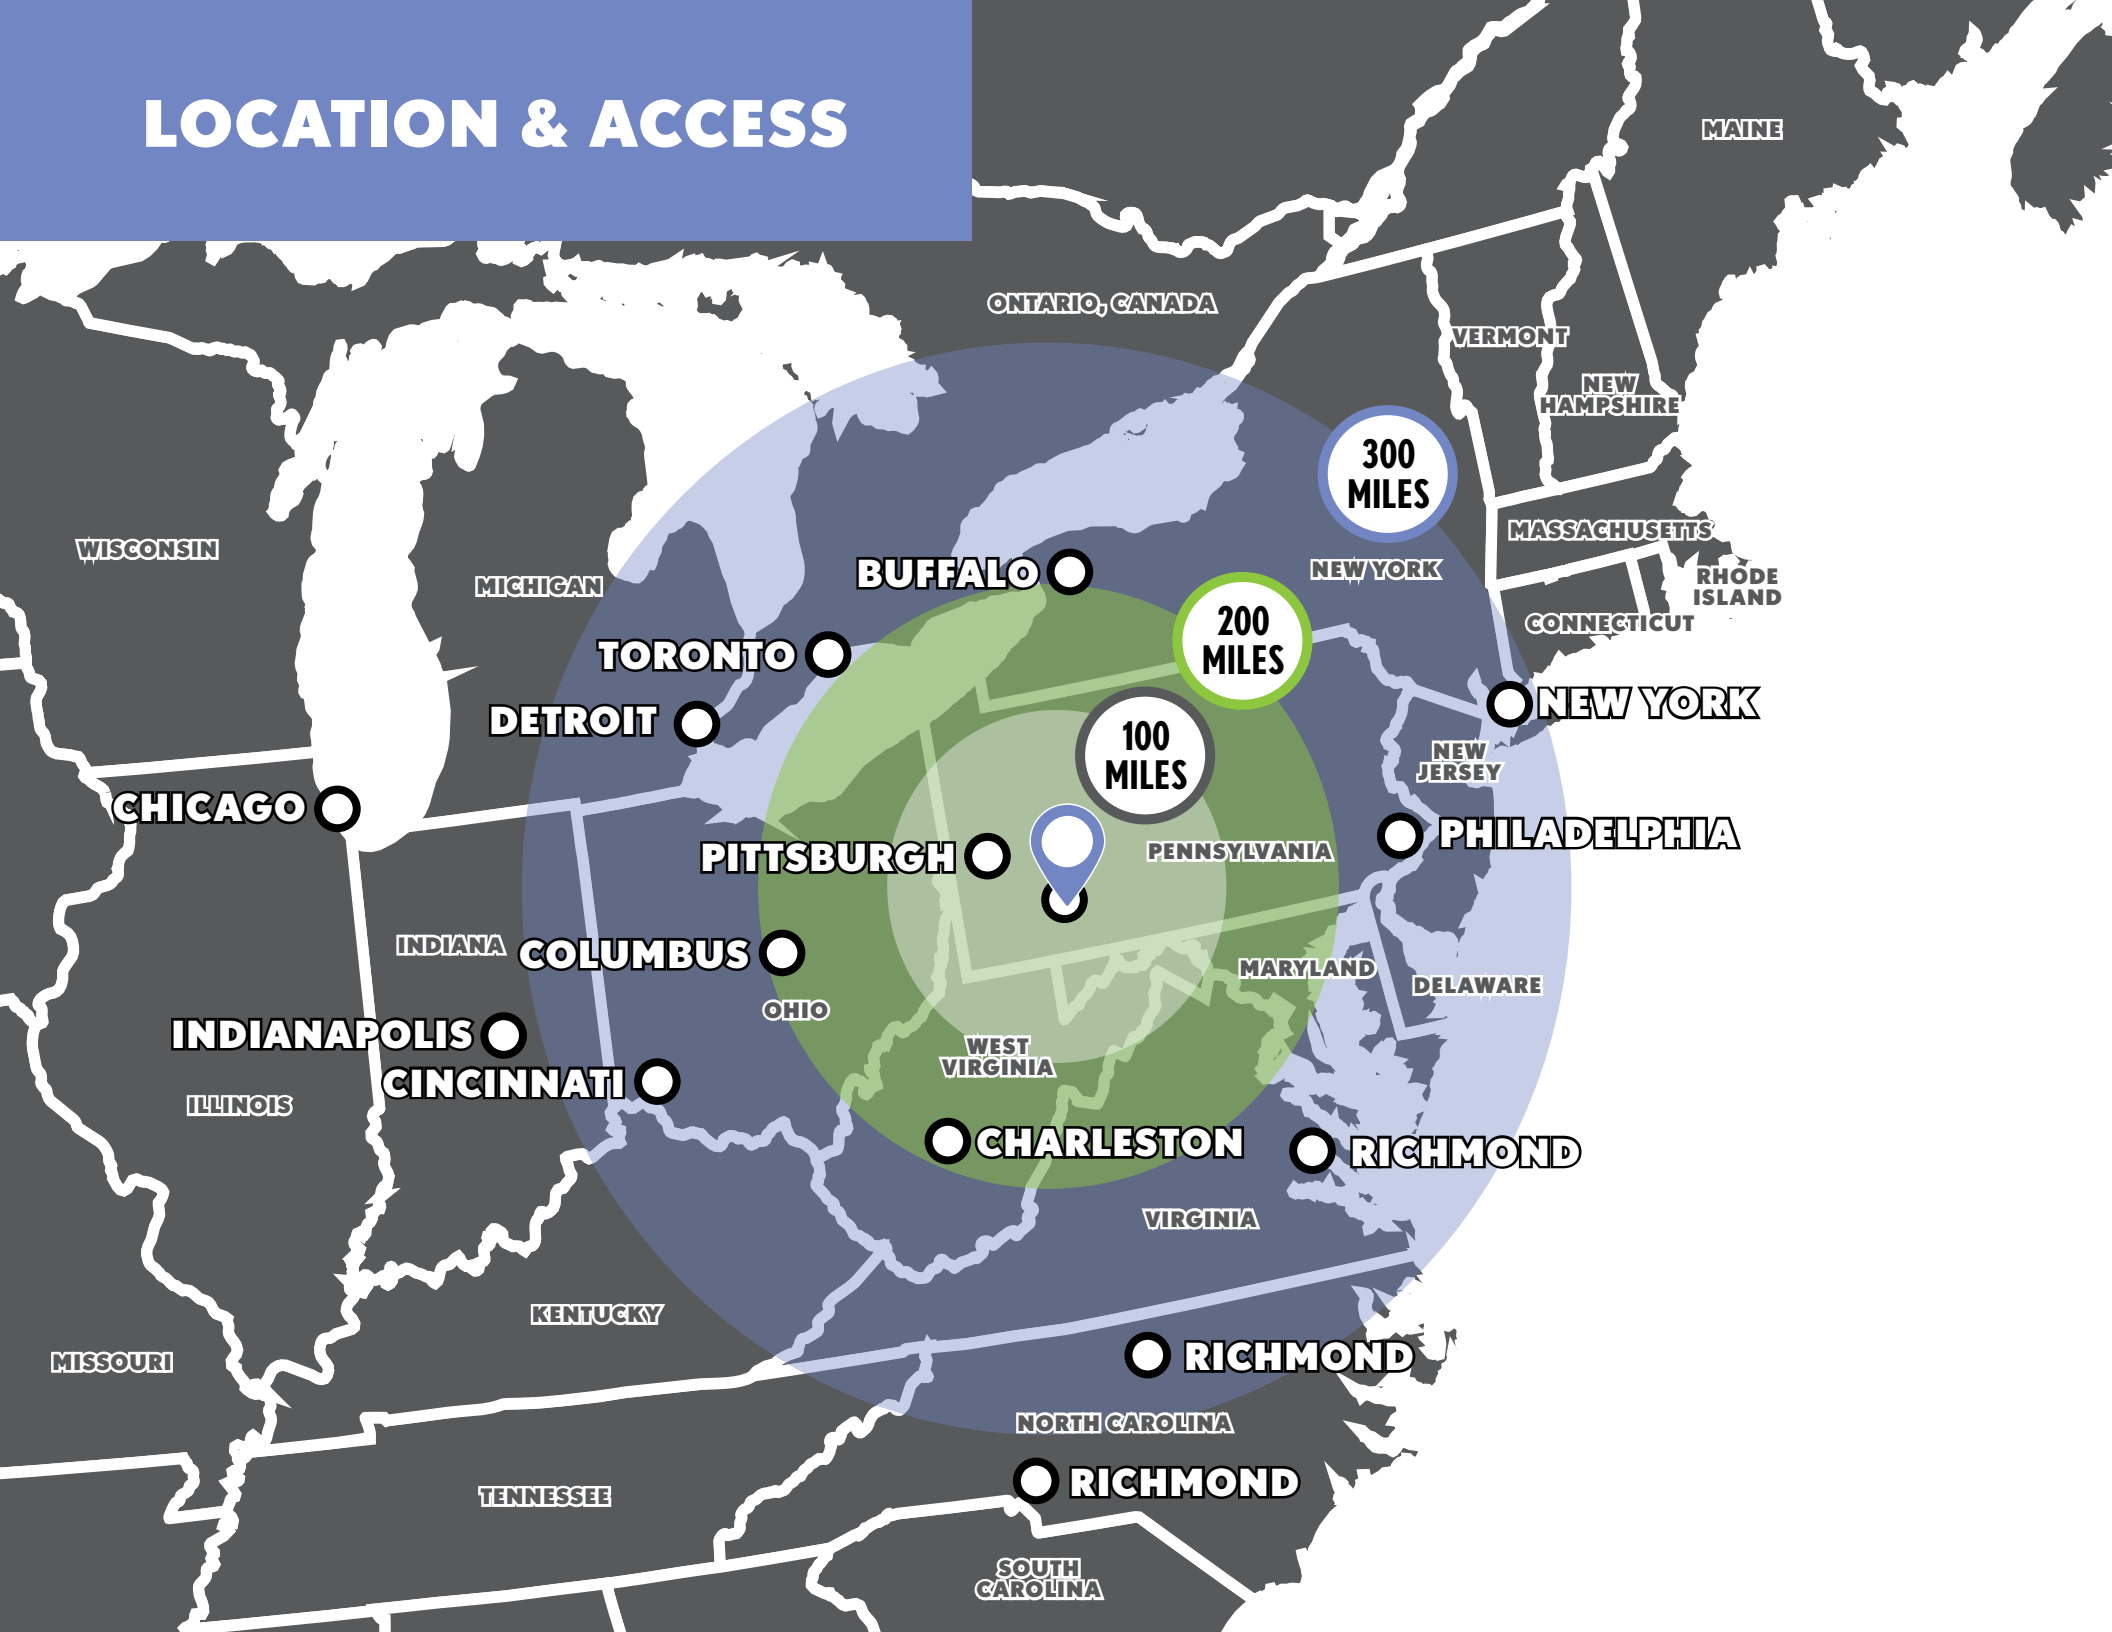 LOCATION & ACCESS
MAINE
ONTARIO, CANADA
VERMONT
NEW
HAMPSHIRE
300
MILES
MASSACHUSETTS
WISCONSIN
MICHIGAN
BUFFALO
NEW YORK
RHODE
ISLAND
CONNECTICUT
200
MILES
TORONTO
DETROIT
NEW YORK
100
MILES
NEW
JERSEY
CHICAGO
PHILADELPHIA
PITTSBURGH
PENNSYLVANIA
INDIANA
COLUMBUS
MARYLAND
DELAWARE
OHIO
INDIANAPOLIS
WEST
VIRGINIA
CINCINNATI
ILLINOIS
CHARLESTON
RICHMOND
VIRGINIA
KENTUCKY
MISSOURI
RICHMOND
NORTH CAROLINA
RICHMOND
TENNESSEE
SOUTH
CAROLINA